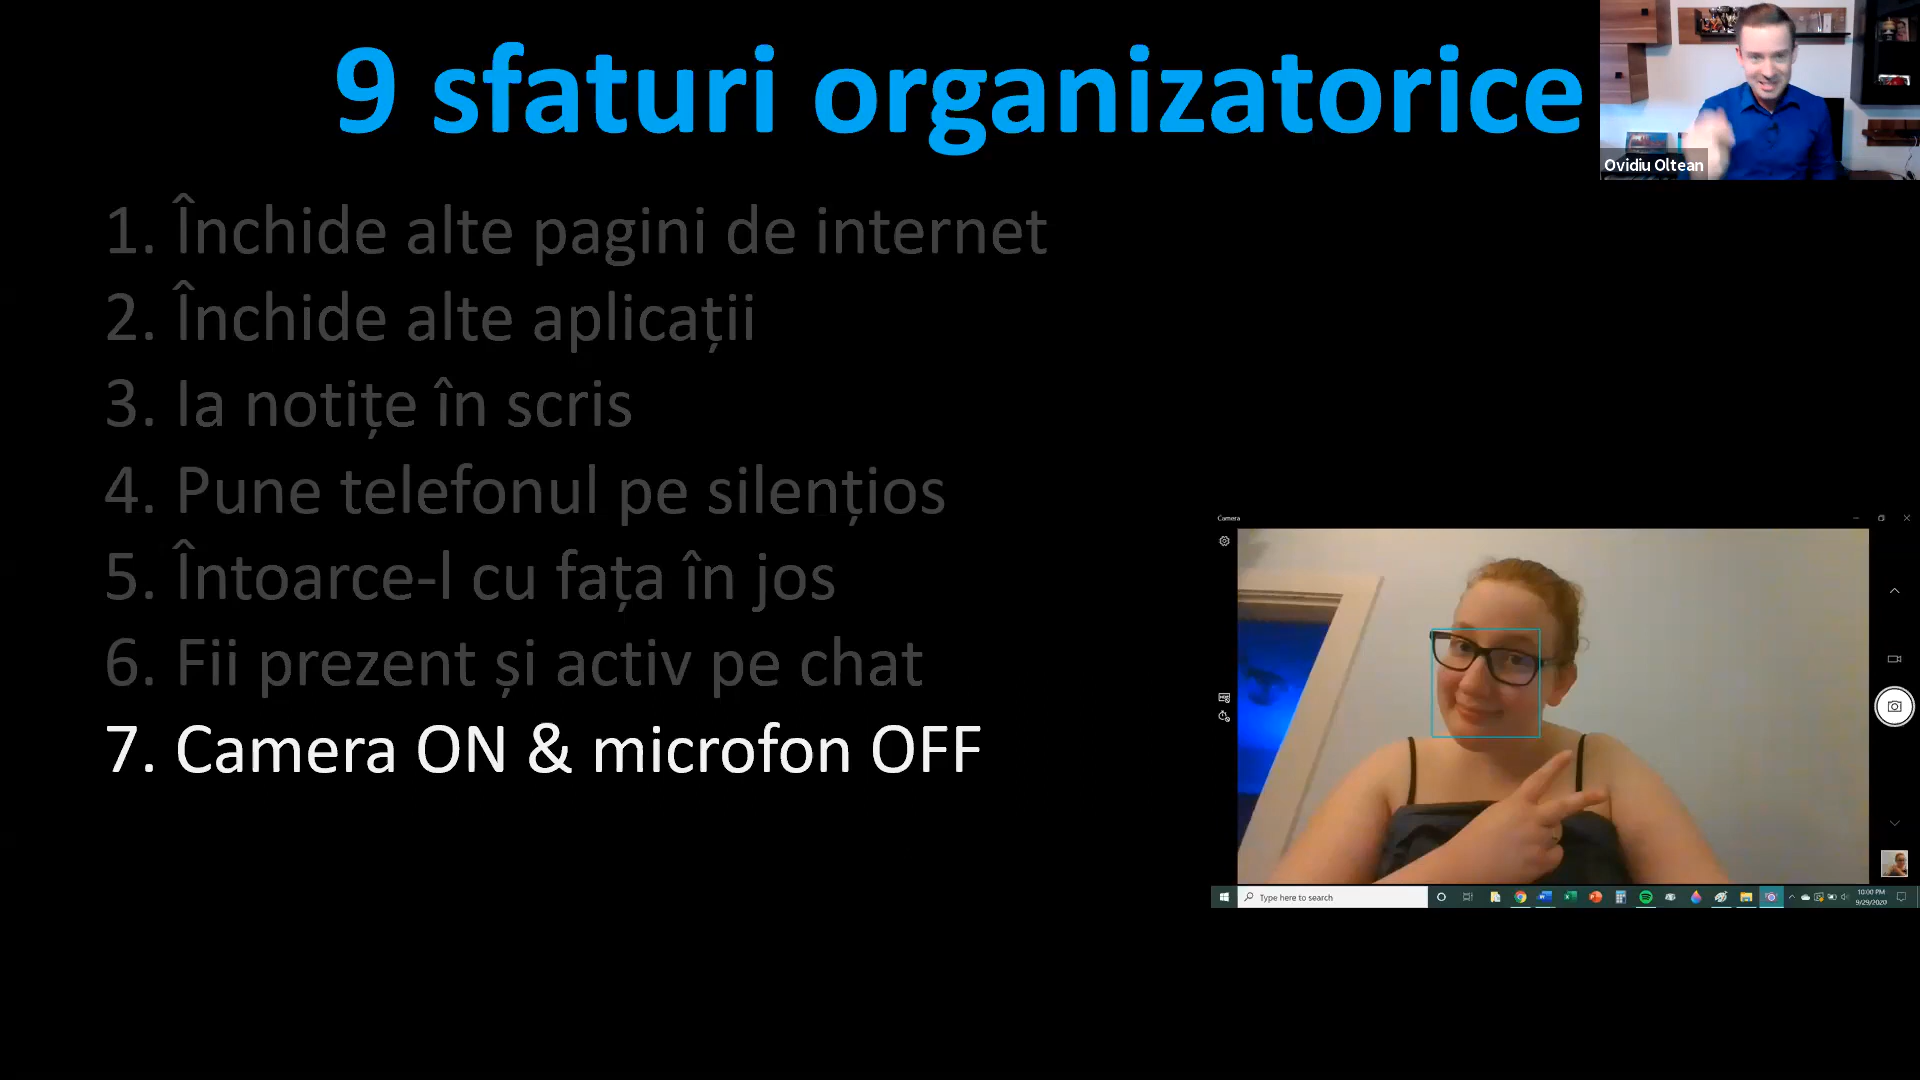 9 sfaturi organizatorice
Ovidiu Oltean
1. Închide alte pagini de internet
2. Închide alte aplicații
3. Ia notițe în scris
4. Pune telefonul pe silențios
5. Întoarce-l cu fața în jos
6. Fii prezent și activ pe chat
7. Camera ON & microfon OFF
Camera
Type here to search
10:00 PM
9/29/2020